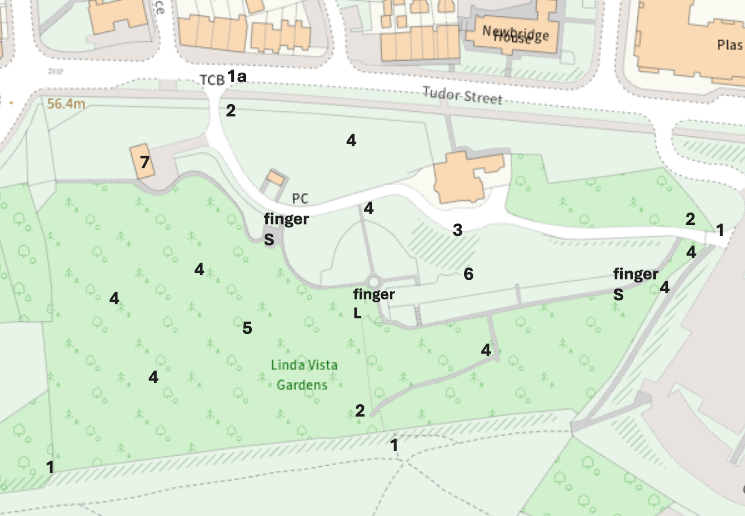 ce
Newbridge
House
Plas
TCB 1a
56.4m
Tudor Street
2
4
7
PC
4
finger
S
3
2
1
4
4
4
6
finger
S
4
finger
L
5
4
Linda Vista
Gardens
4
2
1
1